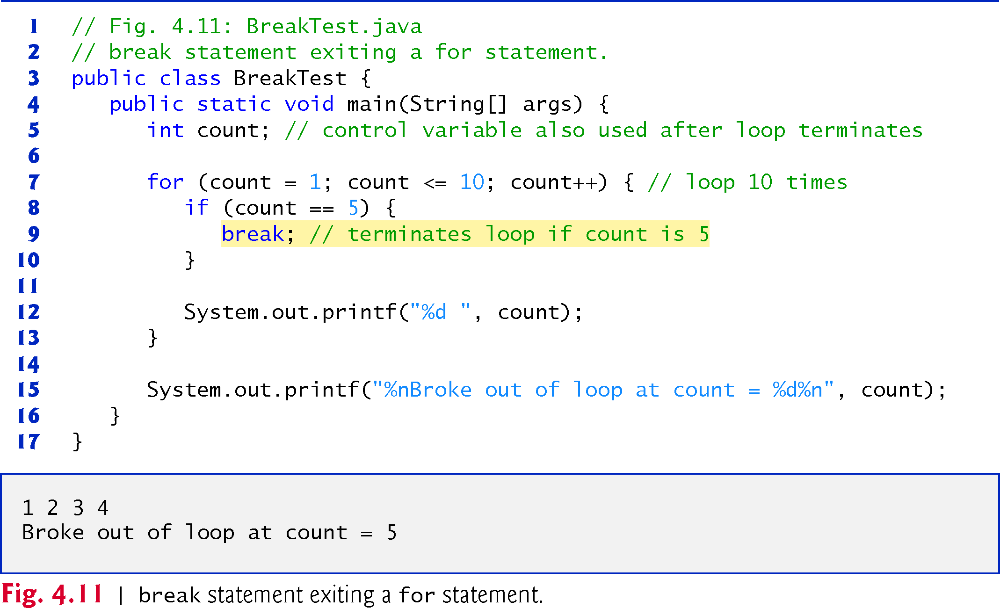 1 // Fig. 4.11: BreakTest.java
2 // break statement exiting a for statement.
3 public class BreakTest {
4    public static void main(String[] args) {
5       int count; // control variable also used after loop terminates
6
7       for (count = 1; count <= 10; count++) { // loop 10 times
8          if (count == 5) {
9             break; // terminates loop if count is 5
10          }
11
12          System.out.printf("%d ", count);
13       }
14
15       System.out.printf("%nBroke out of loop at count = %d%n", count);
16    }
17 }
1 2 3 4
Broke out of loop at count = 5
Fig. 4.11 | break statement exiting a for statement.